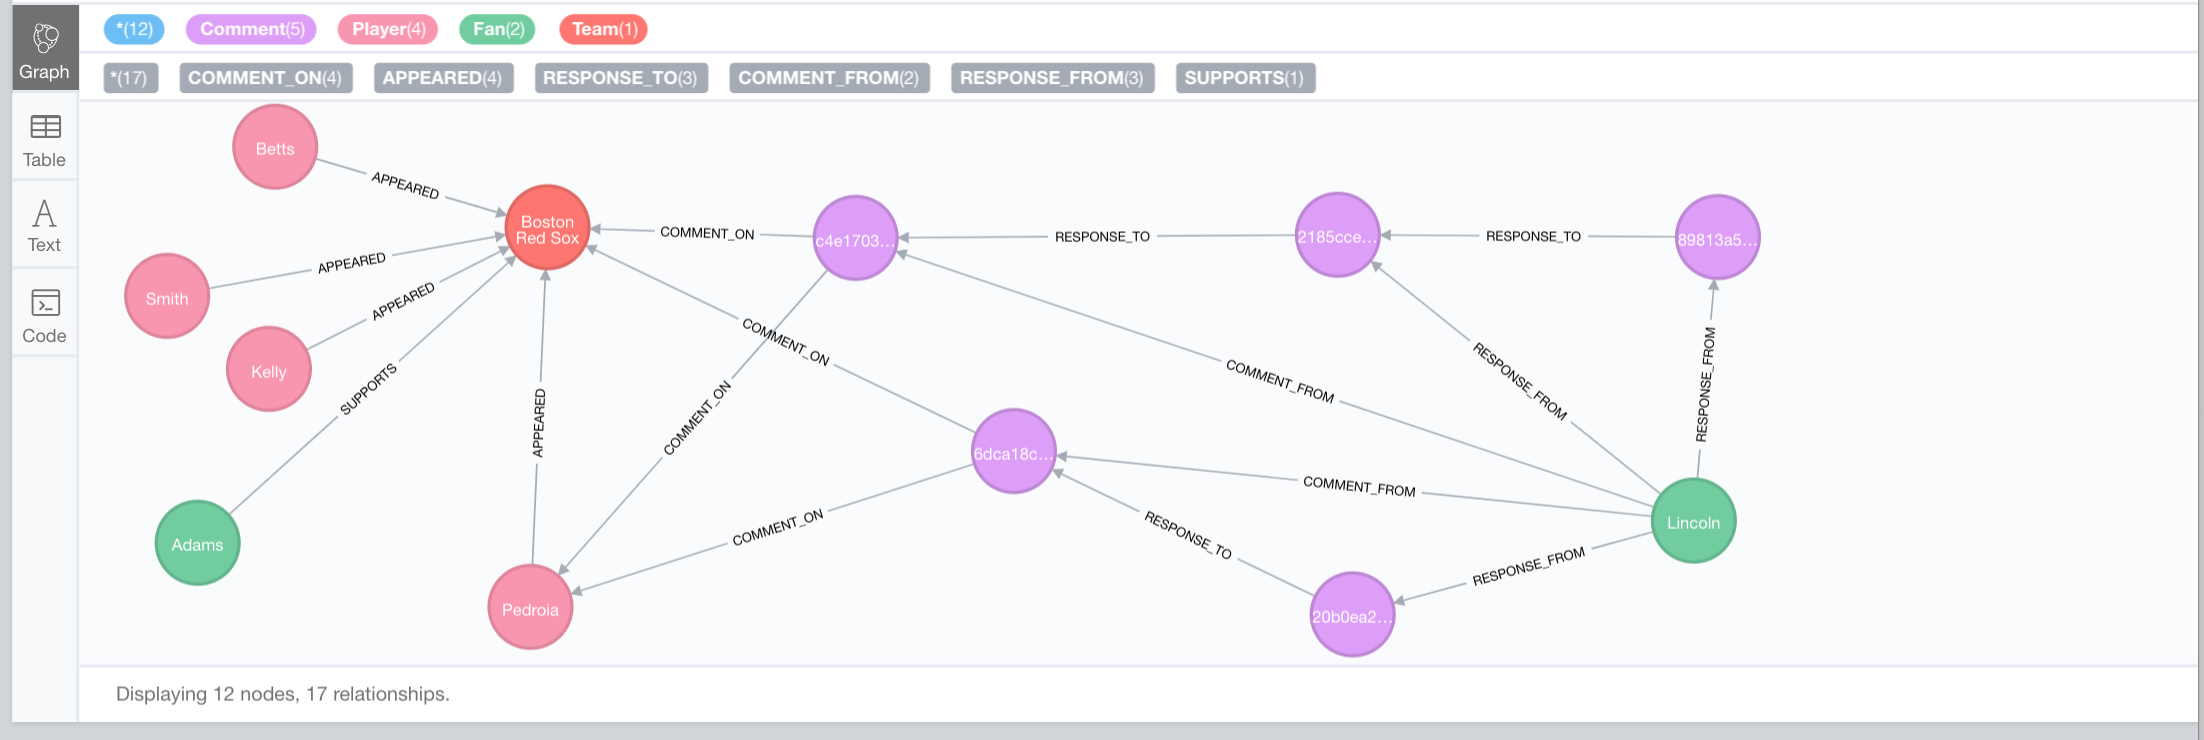 Graph
Table
Text
Code
*(12) Comment(5) Player(4) Fan(2) Team(1)
*(17) COMMENT_ON(4) APPEARED(4) RESPONSE_TO(3) COMMENT_FROM(2) RESPONSE_FROM(3) SUPPORTS(1)
Betts
APPEARED
Boston
Red Sox
COMMENT_ON
c4e1703...
RESPONSE_TO
2185cce...
RESPONSE_TO
89813a5...
Smith
APPEARED
APPEARED
Kelly
SUPPORTS
COMMENT_ON
COMMENT_FROM
RESPONSE_FROM
RESPONSE_FROM
APPEARED
COMMENT_ON
6dca18c...
COMMENT_FROM
Adams
COMMENT_ON
RESPONSE_TO
Lincoln
RESPONSE_FROM
Pedroia
20b0ea2...
Displaying 12 nodes, 17 relationships.